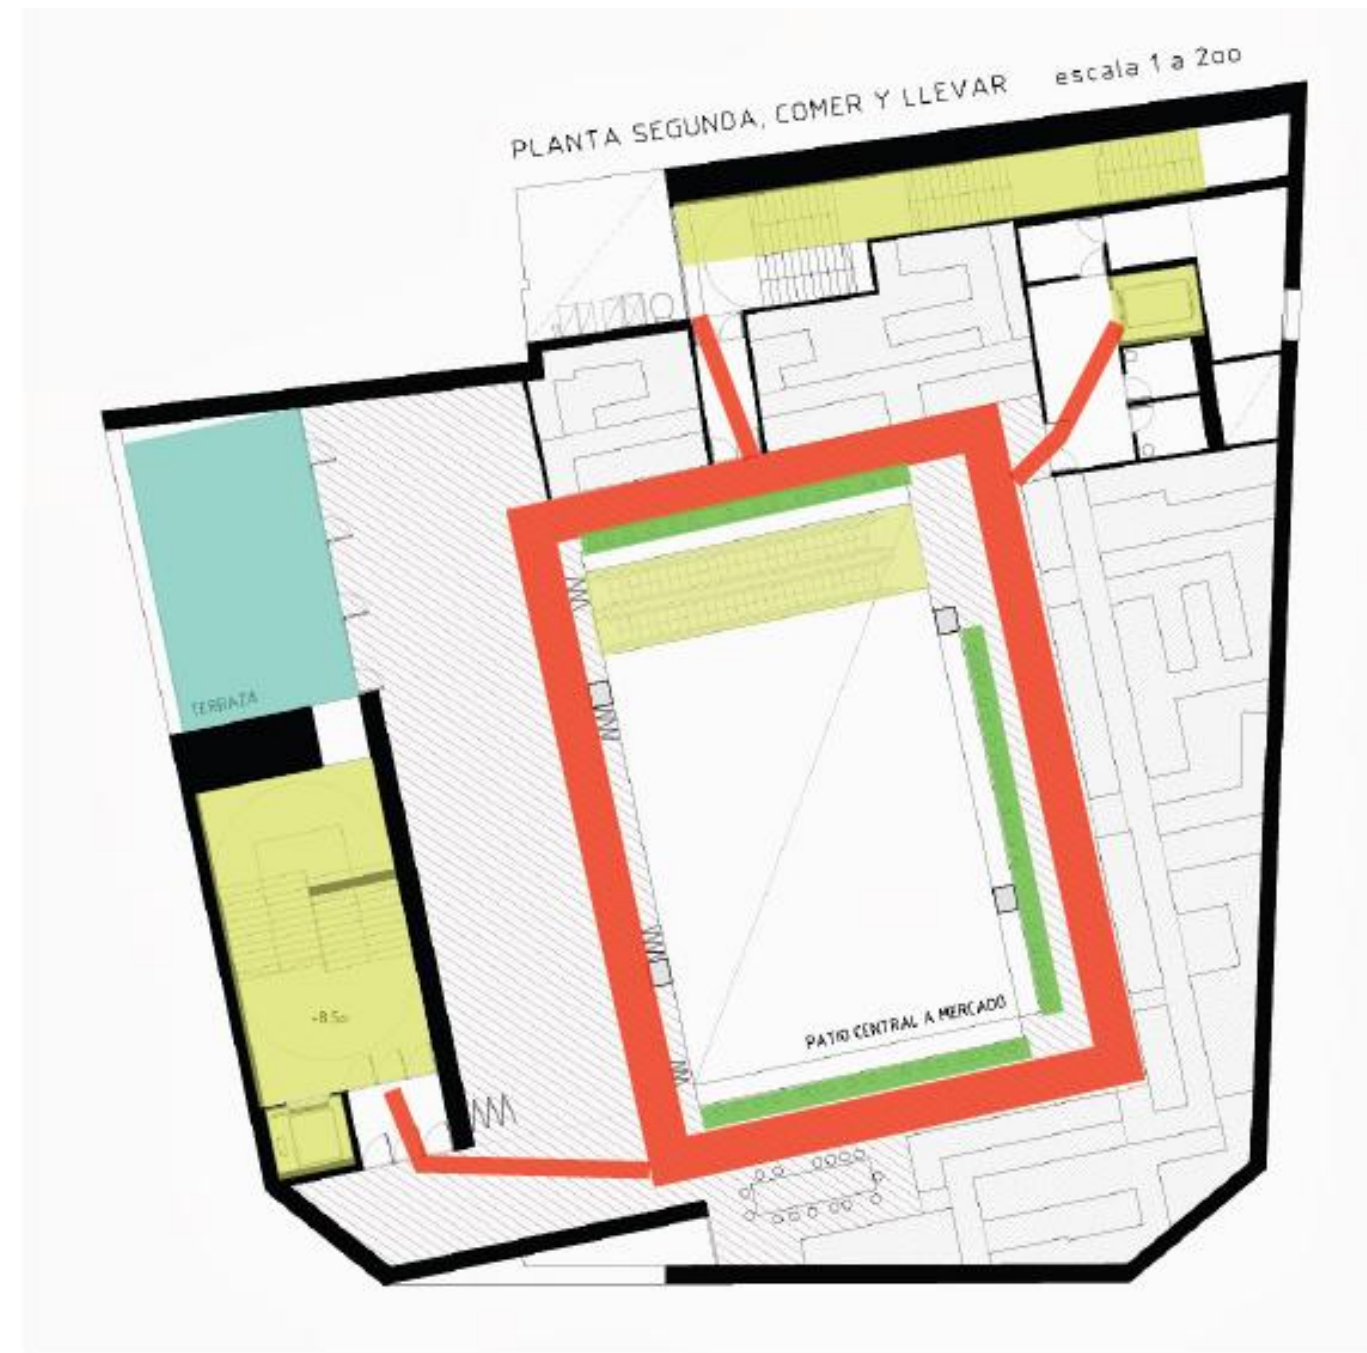 PLANTA SEGUNDA, COMER Y LLEVAR escala 1 a 200
TERRAZA
PATIO CENTRAL A MERCADO